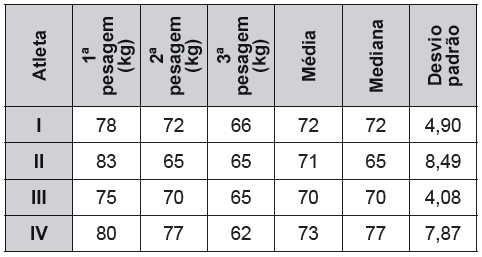 Atleta 1ª pesagem (kg) 2ª pesagem (kg) 3ª pesagem (kg) Média Mediana Desvio padrão
I 78 72 66 72 72 4,90
II 83 65 65 71 65 8,49
III 75 70 65 70 70 4,08
IV 80 77 62 73 77 7,87